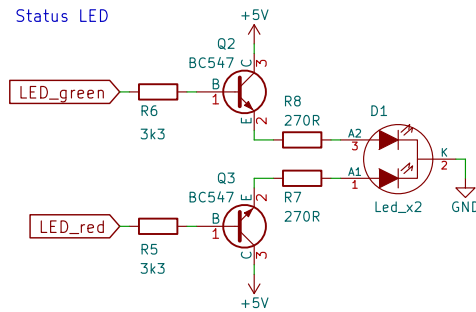 Status LED
+5V
Q2
BC547
C
3
LED_green
B
1
R6
3k3
E
2
R8
270R
D1
A2
3
K
2
A1
1
Led_x2
GND
Q3
BC547
E
2
R7
270R
LED_red
B
1
R5
3k3
C
3
+5V